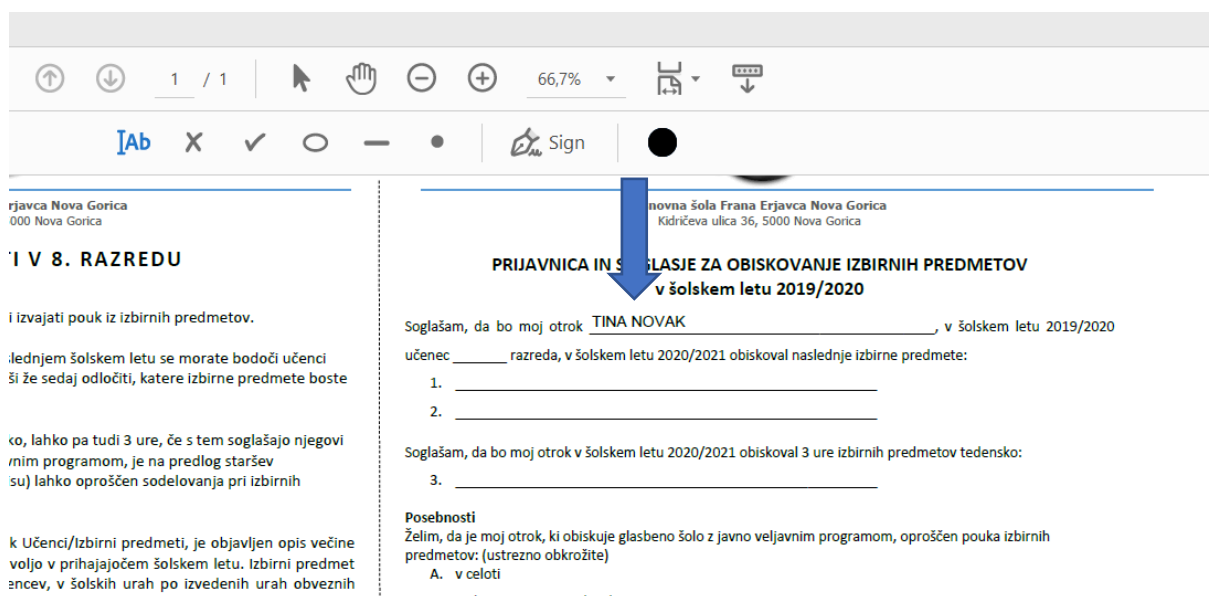 1 / 1 66,7%
Ab Sign
rjavca Nova Gorica
000 Nova Gorica
I V 8. RAZREDU
i izvajati pouk iz izbirnih predmetov.
slednjem šolskem letu se morate bodoči učenci
ši že sedaj odločiti, katere izbirne predmete boste
ko, lahko pa tudi 3 ure, če s tem soglašajo njegovi
vnim programom, je na predlog staršev
su) lahko oproščen sodelovanja pri izbirnih
k Učenci/Izbirni predmeti, je objavljen opis večine
voljo v prihajajočem šolskem letu. Izbirni predmet
encev, v šolskih urah po izvedenih urah obveznih
novna šola Frana Erjavca Nova Gorica
Kidričeva ulica 36, 5000 Nova Gorica
PRIJAVNICA IN S GLASJE ZA OBISKOVANJE IZBIRNIH PREDMETOV
v šolskem letu 2019/2020
Soglašam, da bo moj otrok TINA NOVAK, v šolskem letu 2019/2020
učenec _______ razreda, v šolskem letu 2020/2021 obiskoval naslednje izbirne predmete:
1.
2.
Soglašam, da bo moj otrok v šolskem letu 2020/2021 obiskoval 3 ure izbirnih predmetov tedensko:
3.
Posebnosti
Želim, da je moj otrok, ki obiskuje glasbeno šolo z javno veljavnim programom, oproščen pouka izbirnih
predmetov: (ustrezno obkrožite)
A. v celoti